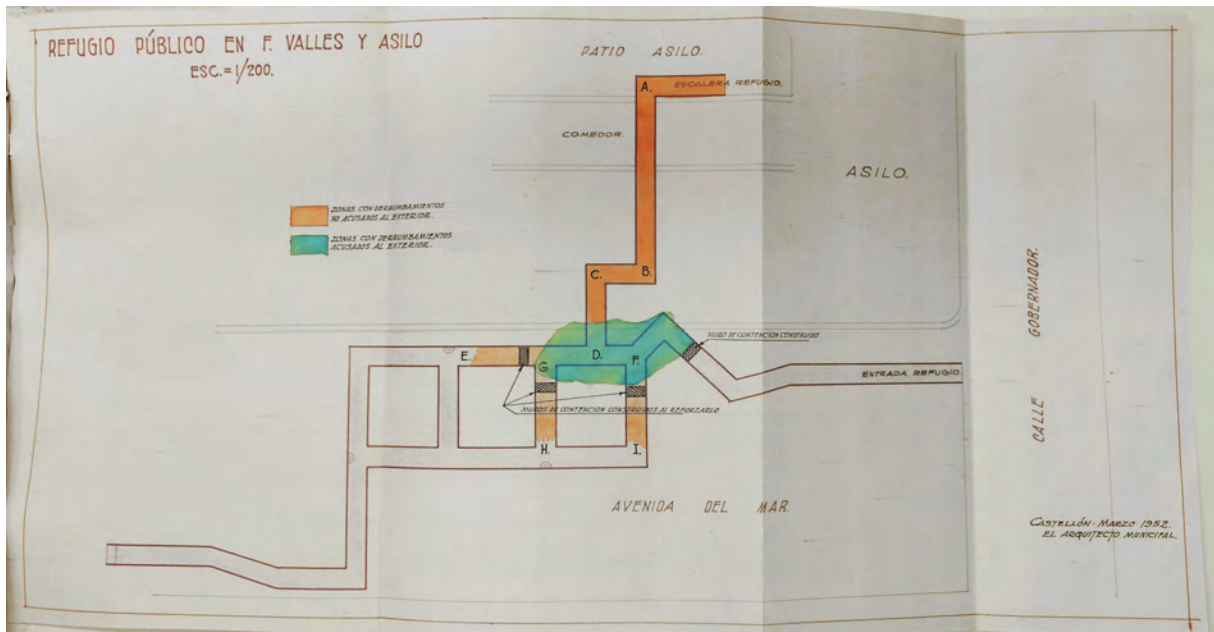 REFUGIO PÚBLICO EN F. VALLES Y ASILO
ESC.=1/200.
PATIO ASILO.
A.
ESCALERA REFUGIO.
COMEDOR.
ASILO.
ZONAS CON DERRUMBAMIENTOS
NO ACUSADOS AL EXTERIOR.
ZONAS CON DERRUMBAMIENTOS
ACUSADOS AL EXTERIOR.
C.
B.
CALLE GOBERNADOR.
MURO DE CONTENCION CONSTRUIDO
E.
D.
F.
G.
ENTRADA REFUGIO.
MUROS DE CONTENCION CONSTRUIDOS AL REFORZARLO
H.
I.
AVENIDA DEL MAR.
CASTELLÓN-MARZO 1952.
EL ARQUITECTO MUNICIPAL